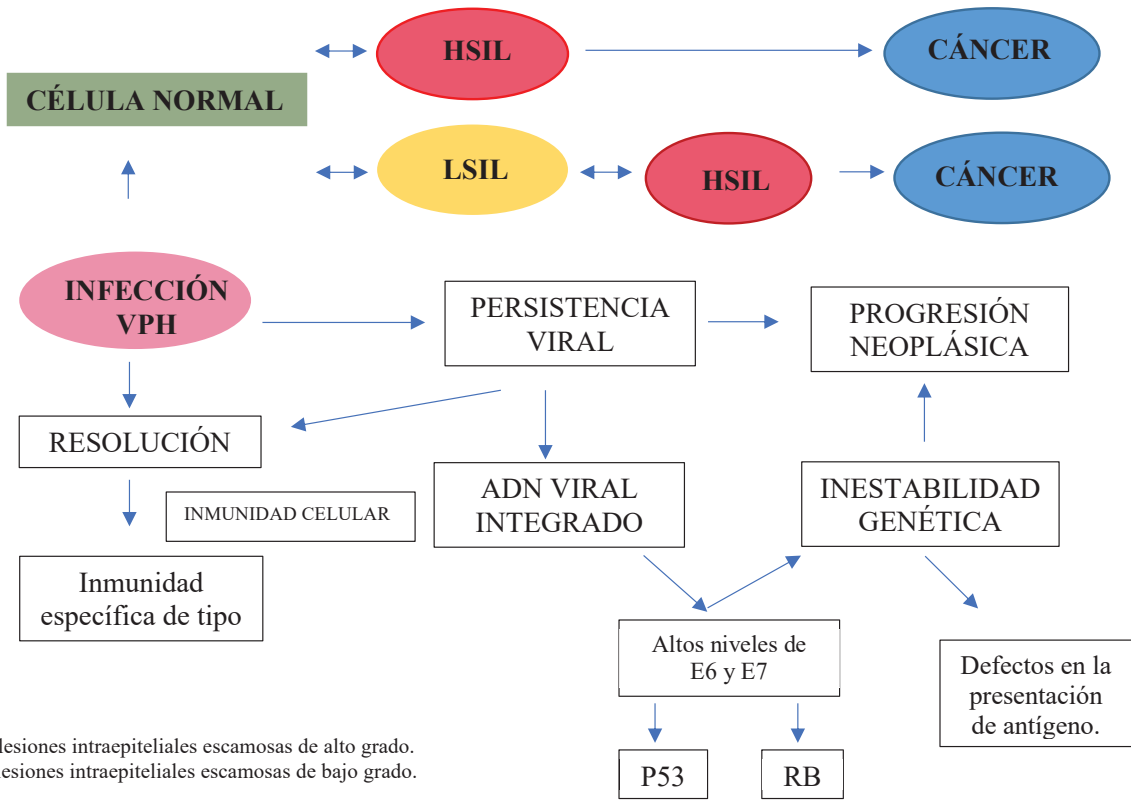 HSIL
CÁNCER
CÉLULA NORMAL
LSIL
HSIL
CÁNCER
INFECCIÓN
VPH
PERSISTENCIA
VIRAL
PROGRESIÓN
NEOPLÁSICA
RESOLUCIÓN
ADN VIRAL
INTEGRADO
INESTABILIDAD
GENÉTICA
INMUNIDAD CELULAR
Inmunidad
específica de tipo
Altos niveles de
E6 y E7
Defectos en la
presentación
de antígeno.
P53
RB
lesiones intraepiteliales escamosas de alto grado.
lesiones intraepiteliales escamosas de bajo grado.